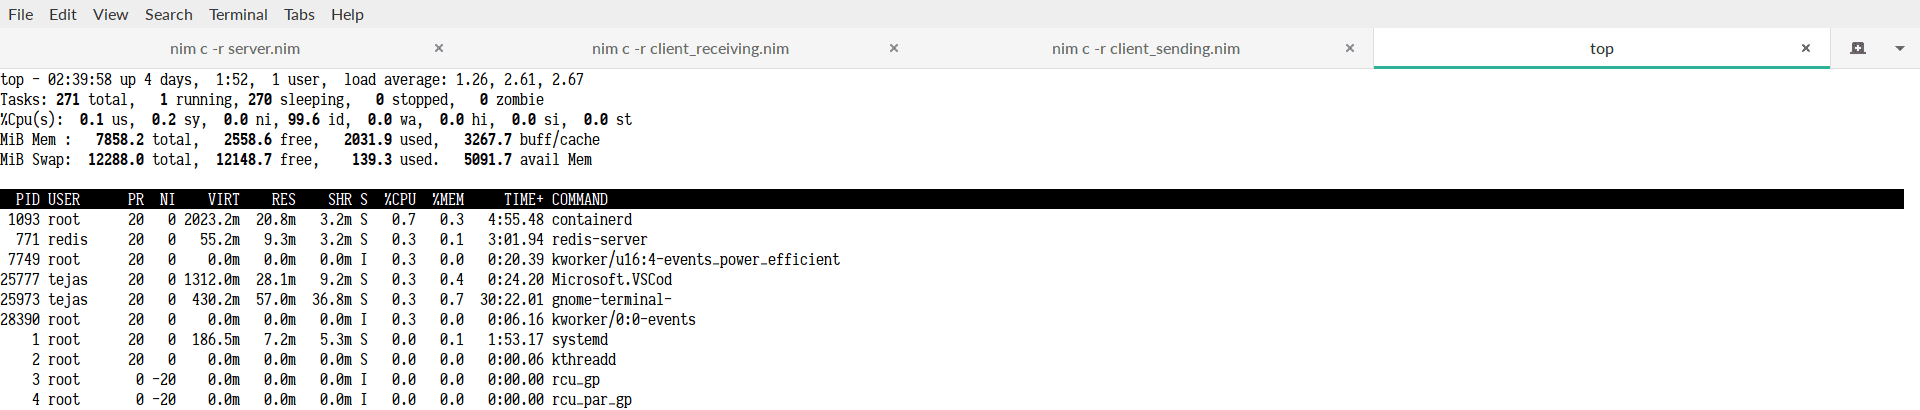 File Edit View Search Terminal Tabs Help
nim c -r server.nim × nim c -r client_receiving.nim × nim c -r client_sending.nim × top ×
top - 02:39:58 up 4 days,  1:52,  1 user,  load average: 1.26, 2.61, 2.67
Tasks: 271 total,   1 running, 270 sleeping,   0 stopped,   0 zombie
%Cpu(s):  0.1 us,  0.2 sy,  0.0 ni, 99.6 id,  0.0 wa,  0.0 hi,  0.0 si,  0.0 st
MiB Mem :   7858.2 total,   2558.6 free,   2031.9 used,   3267.7 buff/cache
MiB Swap:  12288.0 total,  12148.7 free,    139.3 used.   5091.7 avail Mem
  PID USER      PR  NI    VIRT    RES    SHR S  %CPU  %MEM     TIME+ COMMAND
 1093 root      20   0 2023.2m  20.8m   3.2m S   0.7   0.3   4:55.48 containerd
  771 redis     20   0   55.2m   9.3m   3.2m S   0.3   0.1   3:01.94 redis-server
 7749 root      20   0    0.0m   0.0m   0.0m I   0.3   0.0   0:20.39 kworker/u16:4-events_power_efficient
25777 tejas     20   0 1312.0m  28.1m   9.2m S   0.3   0.4   0:24.20 Microsoft.VSCod
25973 tejas     20   0  430.2m  57.0m  36.8m S   0.3   0.7  30:22.01 gnome-terminal-
28390 root      20   0    0.0m   0.0m   0.0m I   0.3   0.0   0:06.16 kworker/0:0-events
    1 root      20   0  186.5m   7.2m   5.3m S   0.0   0.1   1:53.17 systemd
    2 root      20   0    0.0m   0.0m   0.0m S   0.0   0.0   0:00.06 kthreadd
    3 root       0 -20    0.0m   0.0m   0.0m I   0.0   0.0   0:00.00 rcu_gp
    4 root       0 -20    0.0m   0.0m   0.0m I   0.0   0.0   0:00.00 rcu_par_gp